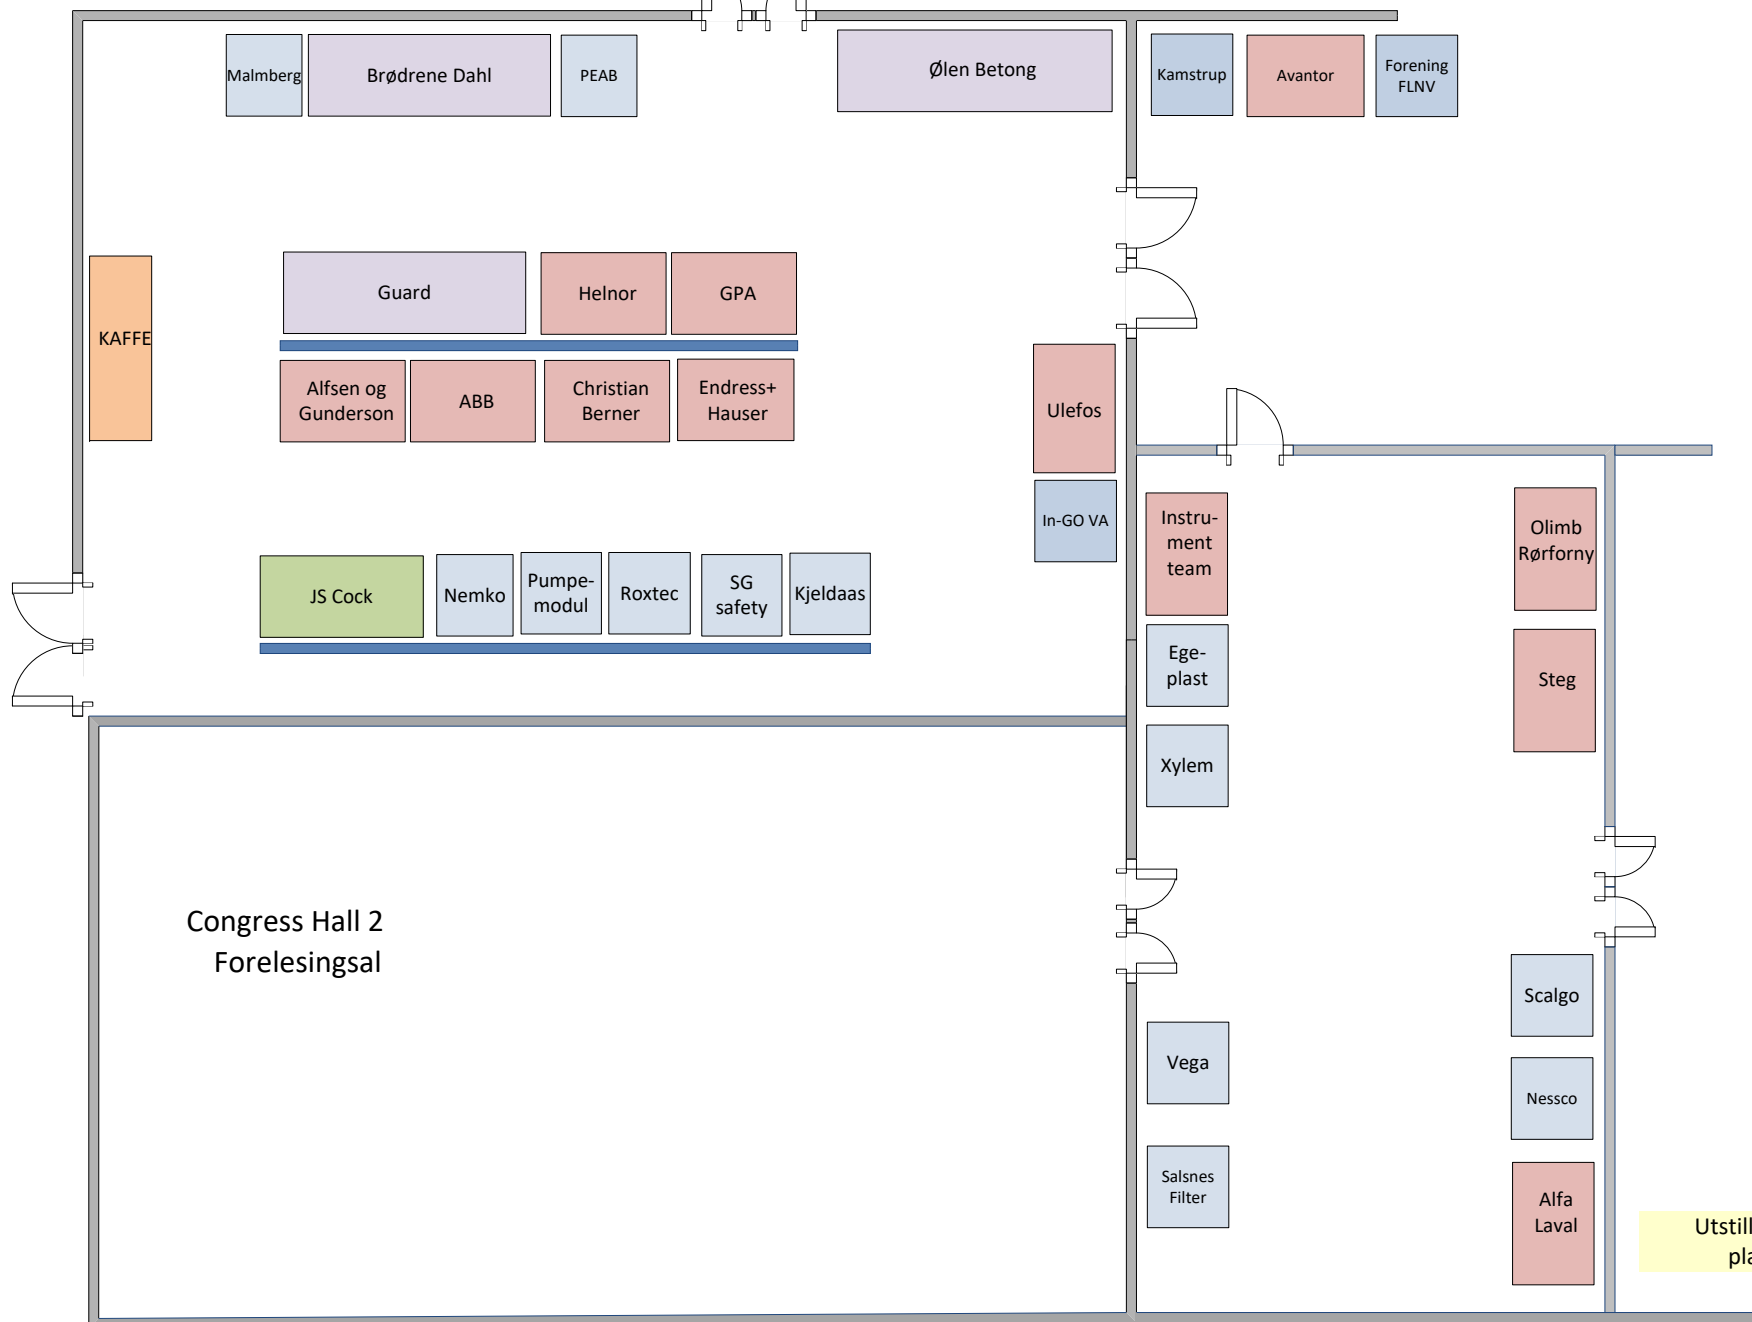 Malmberg
Brødrene Dahl
PEAB
Ølen Betong
Kamstrup
Avantor
Forening
FLNV
KAFFE
Guard
Helnor
GPA
Alfsen og
Gunderson
ABB
Christian
Berner
Endress+
Hauser
Ulefos
In-GO VA
JS Cock
Nemko
Pumpe-
modul
Roxtec
SG
safety
Kjeldaas
Instru-
ment
team
Olimb
Rørforny
Ege-
plast
Steg
Xylem
Congress Hall 2
Forelesingsal
Scalgo
Vega
Nessco
Salsnes
Filter
Alfa
Laval
Utstill
pla